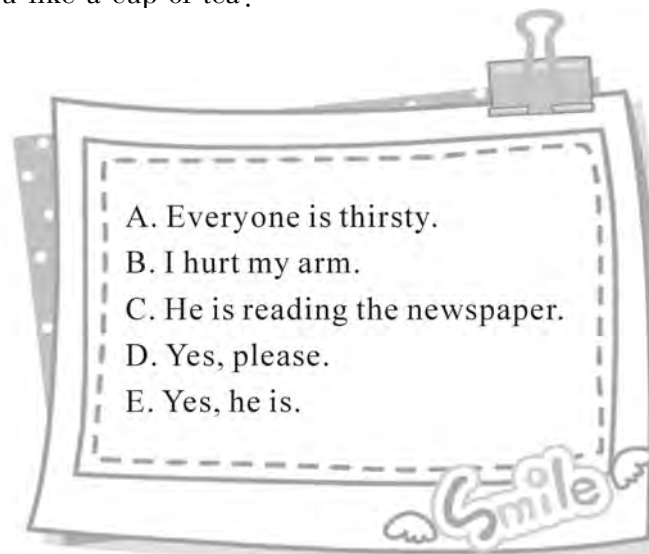 like a cup of tea?
A. Everyone is thirsty.
B. I hurt my arm.
C. He is reading the newspaper.
D. Yes, please.
E. Yes, he is.
Smile